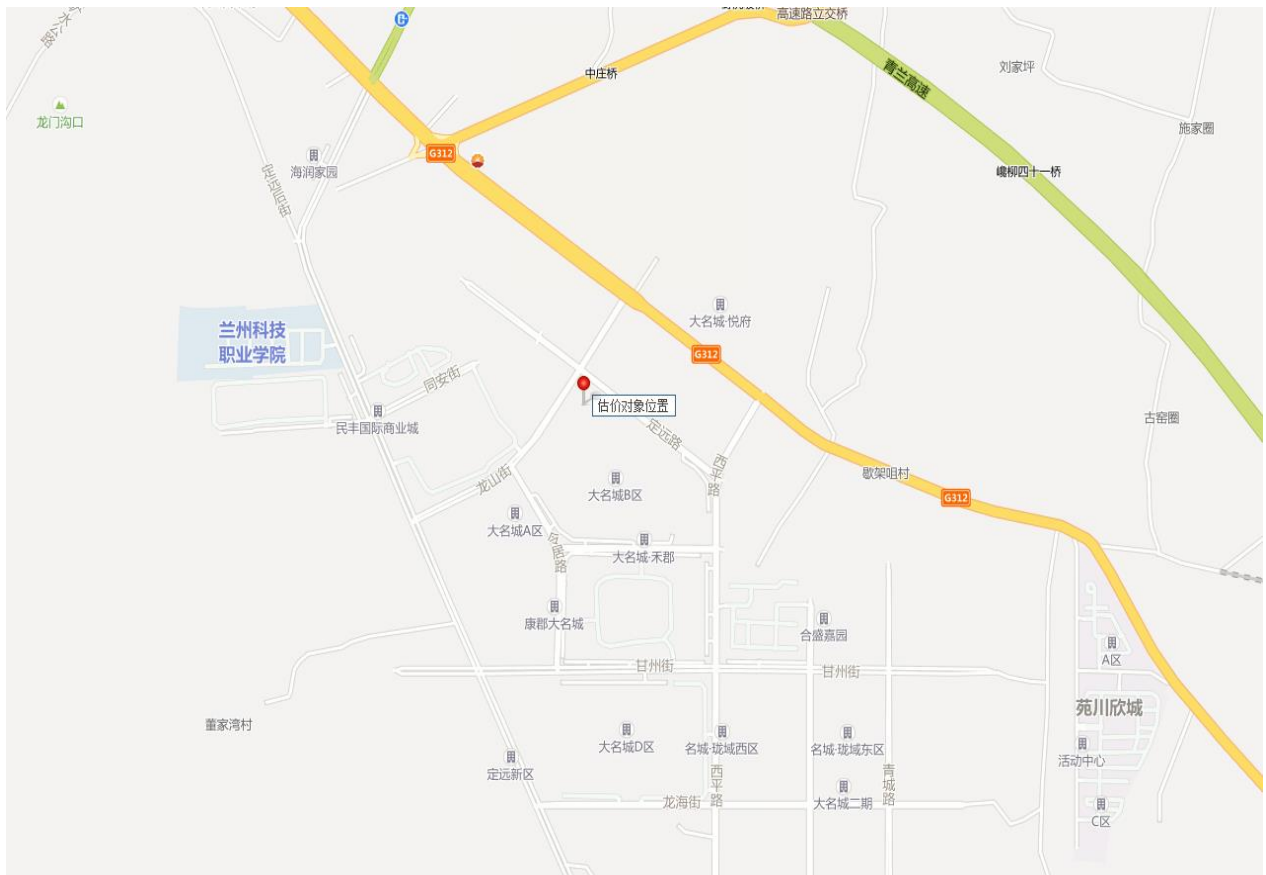 高速路立交桥
中庄桥
青兰高速
刘家坪
龙门沟口
施家圈
G312
海润家园
嶛柳四十一桥
定远后街
大名城·悦府
兰州科技
职业学院
G312
同安街
估价对象位置
民丰国际商业城
定远路
古窑圈
西平路
歇架咀村
龙山街
大名城B区
G312
大名城A区
令居路
大名城·禾郡
康郡大名城
合盛嘉园
A区
甘州街
甘州街
苑川欣城
董家湾村
大名城D区
名城·珑域西区
名城·珑域东区
活动中心
定远新区
西平路
青城路
龙海街
大名城二期
C区